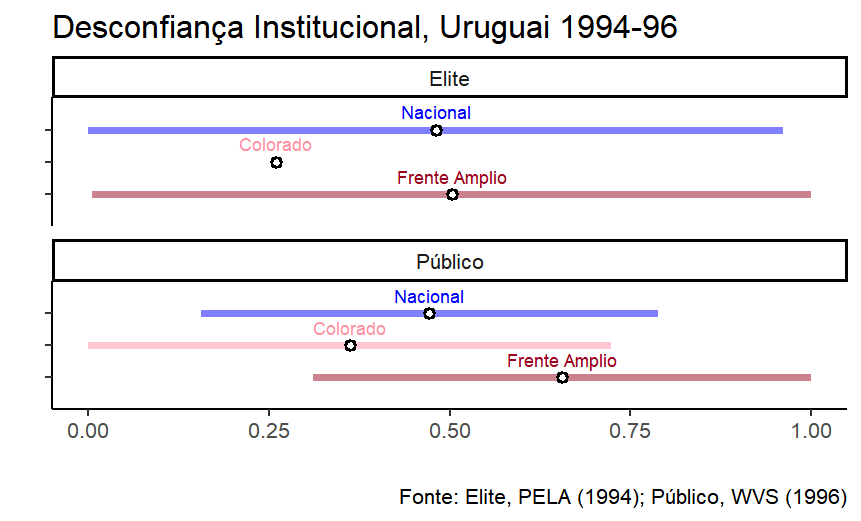 Desconfiança Institucional, Uruguai 1994-96
Elite
Nacional
Colorado
Frente Amplio
Público
Nacional
Colorado
Frente Amplio
0.00 0.25 0.50 0.75 1.00
Fonte: Elite, PELA (1994); Público, WVS (1996)